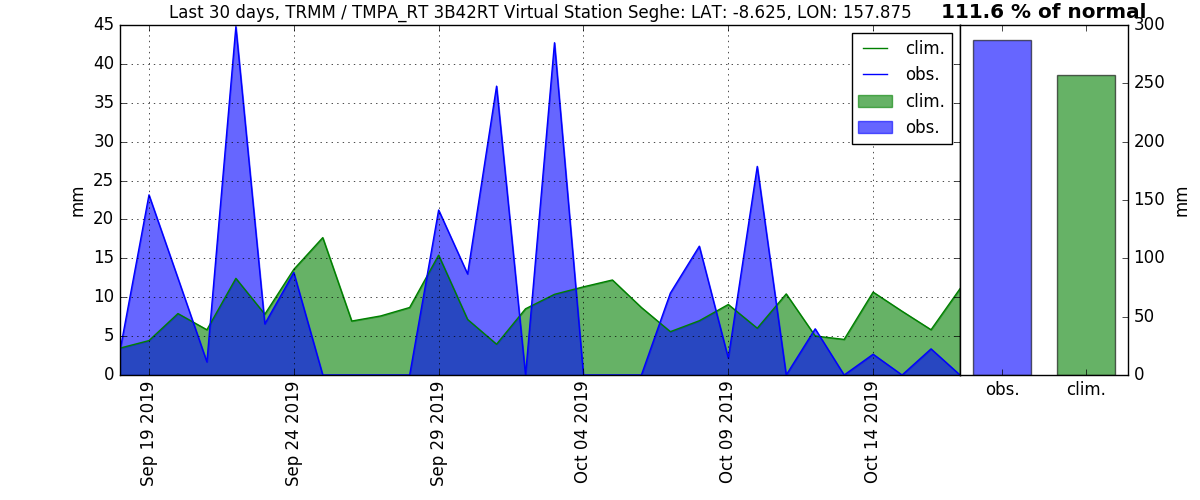 Last 30 days, TRMM / TMPA_RT 3B42RT Virtual Station Seghe: LAT: -8.625, LON: 157.875
111.6 % of normal
45
40
35
30
25
20
15
10
5
0
mm
clim.
obs.
clim.
obs.
Sep 19 2019
Sep 24 2019
Sep 29 2019
Oct 04 2019
Oct 09 2019
Oct 14 2019
300
250
200
150
100
50
0
mm
obs.
clim.